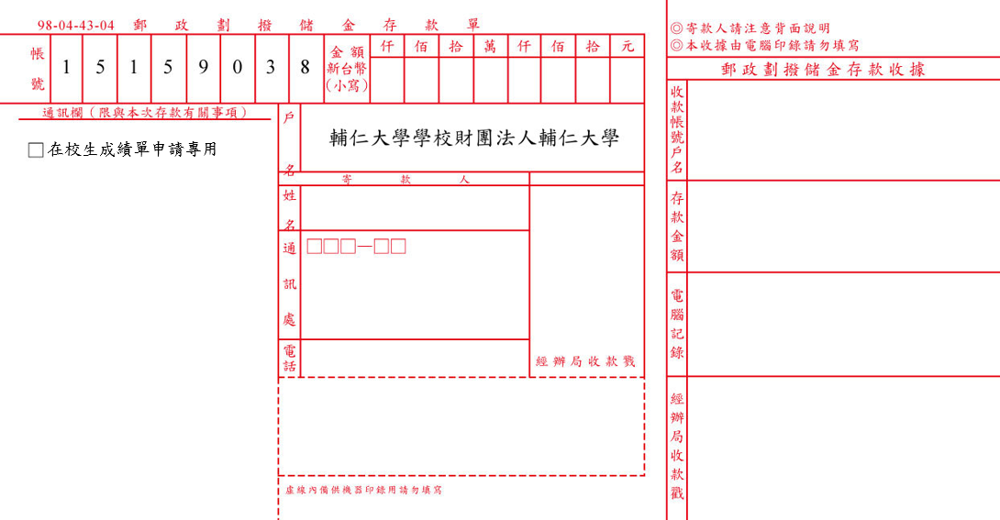 98-04-43-04 郵政劃撥儲金存款單
帳號
1 5 1 5 9 0 3 8
金額
新台幣
(小寫)
仟 佰 拾 萬 仟 佰 拾 元
通訊欄(限與本次存款有關事項)
□在校生成績單申請專用
戶名
輔仁大學學校財團法人輔仁大學
寄款人
姓名
通訊處
□□□—□□
電話
經辦局收款戳
虛線內備供機器印錄用請勿填寫
◎寄款人請注意背面說明
◎本收據由電腦印錄請勿填寫
郵政劃撥儲金存款收據
收款帳號戶名
存款金額
電腦記錄
經辦局收款戳